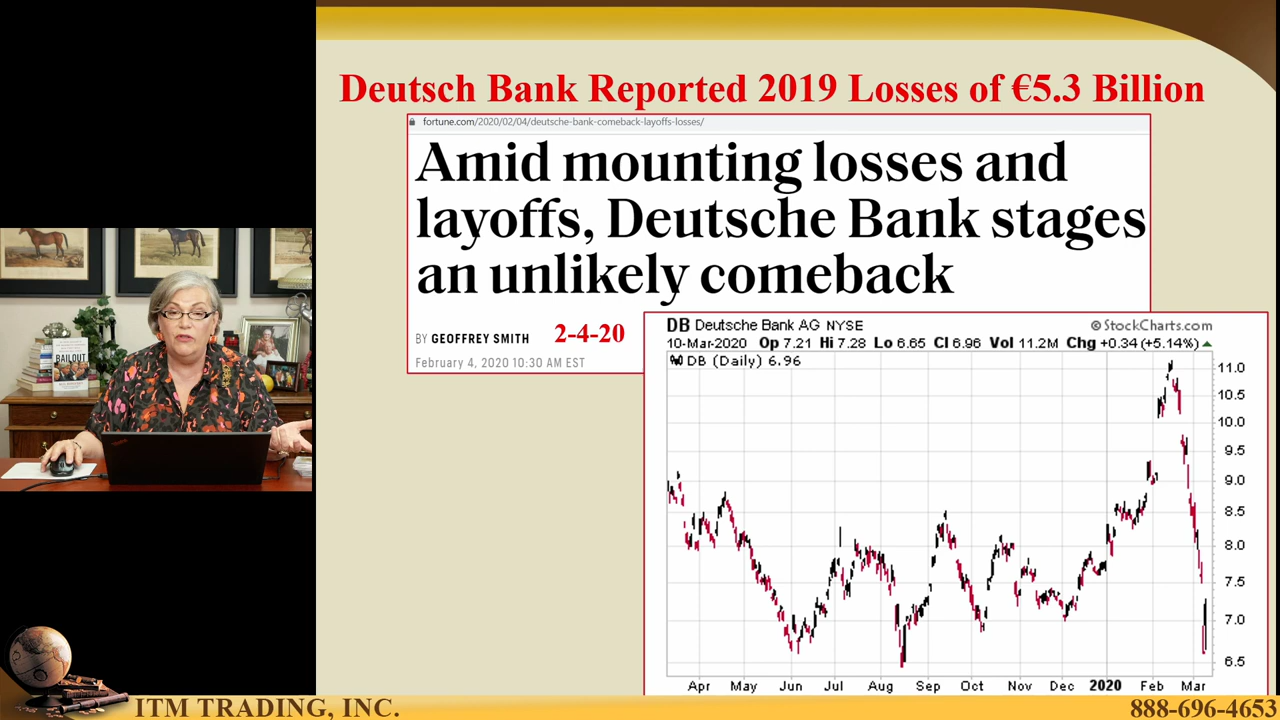 Deutsch Bank Reported 2019 Losses of €5.3 Billion
fortune.com/2020/02/04/deutsche-bank-comeback-layoffs-losses/
Amid mounting losses and
layoffs, Deutsche Bank stages
an unlikely comeback
BY GEOFFREY SMITH 2-4-20
February 4, 2020 10:30 AM EST
DB Deutsche Bank AG NYSE © StockCharts.com
10-Mar-2020 Op 7.21 Hi 7.28 Lo 6.65 Cl 6.96 Vol 11.2M Chg +0.34 (+5.14%)
DB (Daily) 6.96
11.0
10.5
10.0
9.5
9.0
8.5
8.0
7.5
7.0
6.5
Apr May Jun Jul Aug Sep Oct Nov Dec 2020 Feb Mar
BAILOUT
ITM TRADING, INC.
888-696-4653